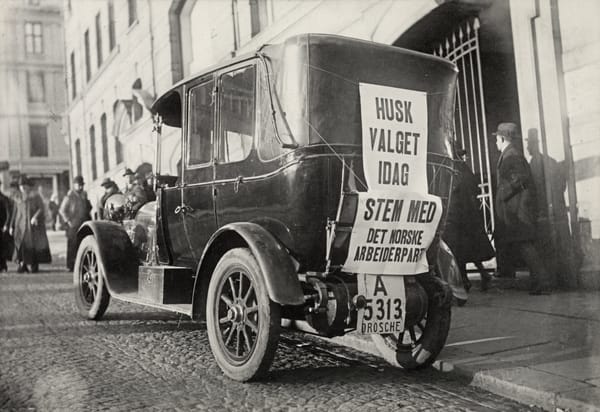 HUSK
VALGET
IDAG
STEM MED
DET NORSKE
ARBEIDERPARTI
A
5313
DROSCHE